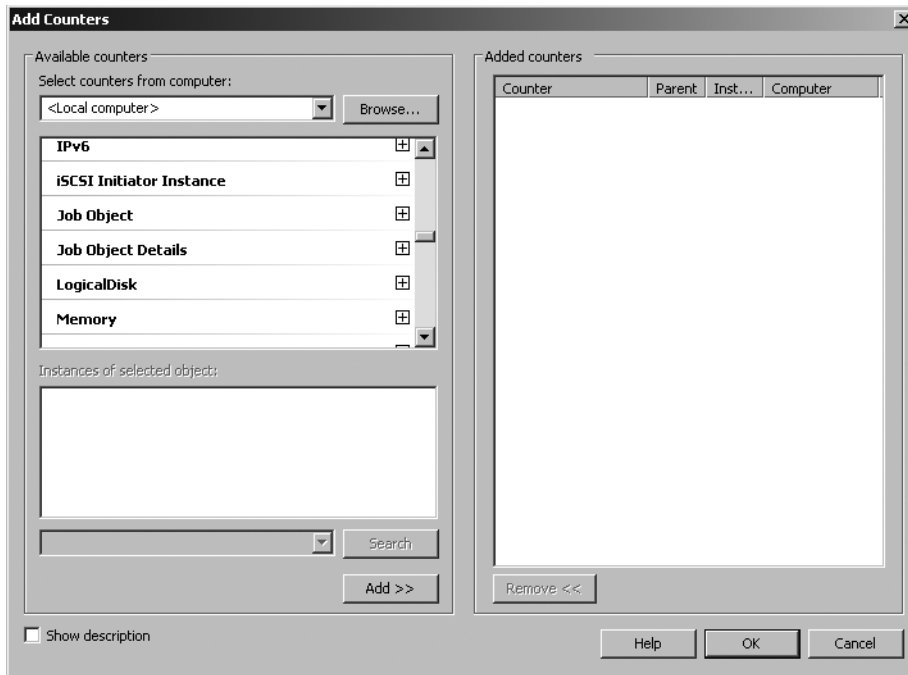 Add Counters
Available counters
Select counters from computer:
<Local computer>
Browse...
IPv6
iSCSI Initiator Instance
Job Object
Job Object Details
LogicalDisk
Memory
Instances of selected object:
Search
Add >>
Show description
Added counters
Counter Parent Inst... Computer
Remove <<
Help OK Cancel